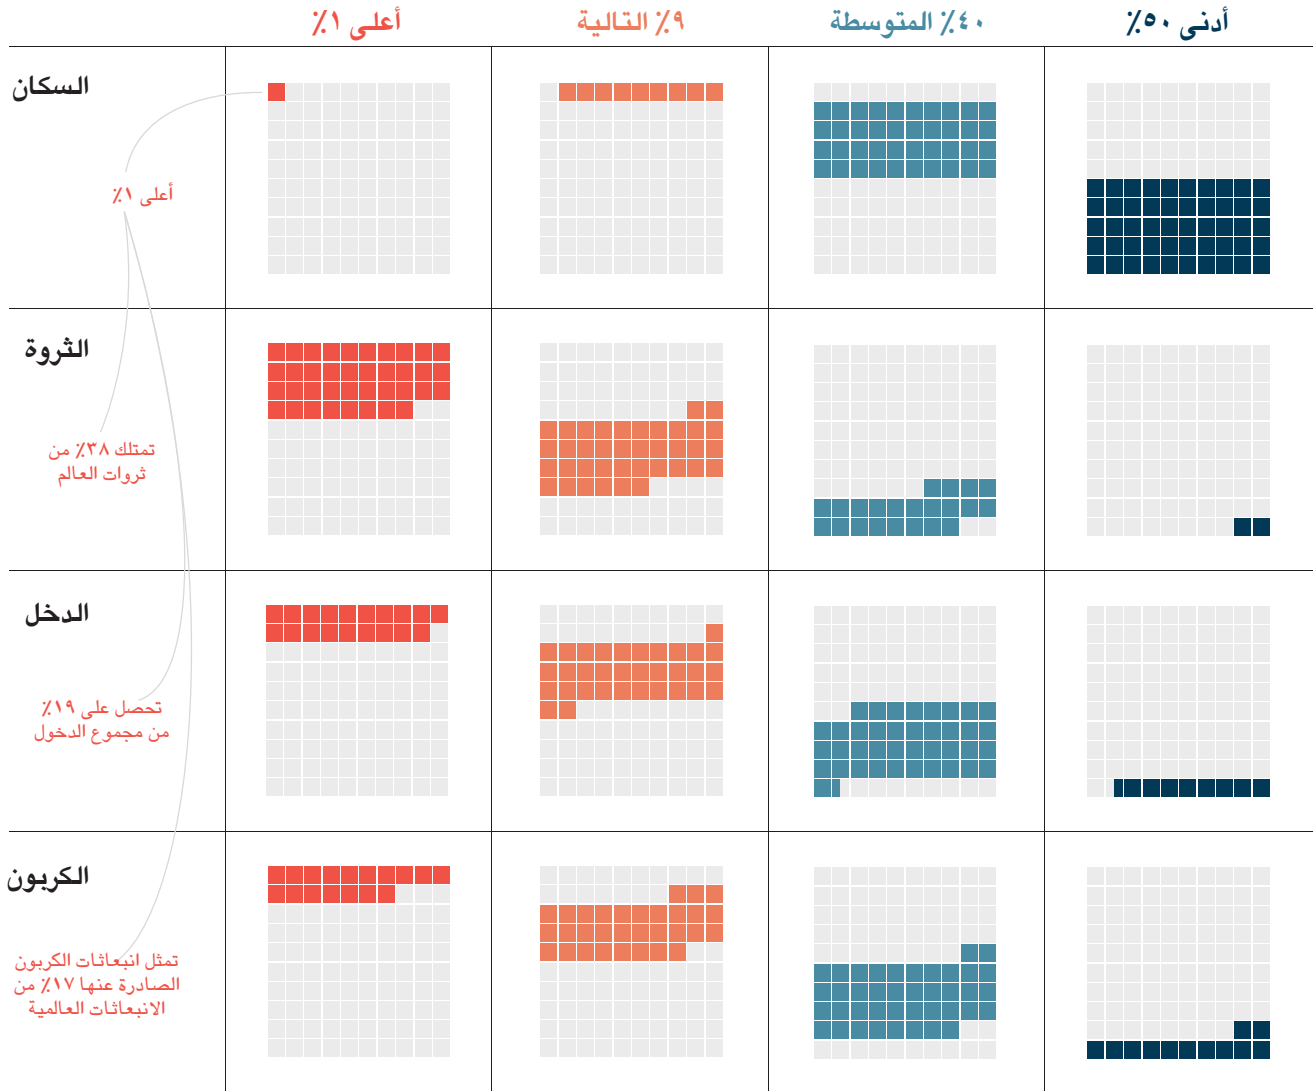 أعلى ١٪
٩٪ التالية
٤٠٪ المتوسطة
أدنى ٥٠٪
السكان
أعلى ١٪
الثروة
تمتلك ٣٨٪ من
ثروات العالم
الدخل
تحصل على ١٩٪
من مجموع الدخول
الكربون
تمثل انبعاثات الكربون
الصادرة عنها ١٧٪ من
الانبعاثات العالمية